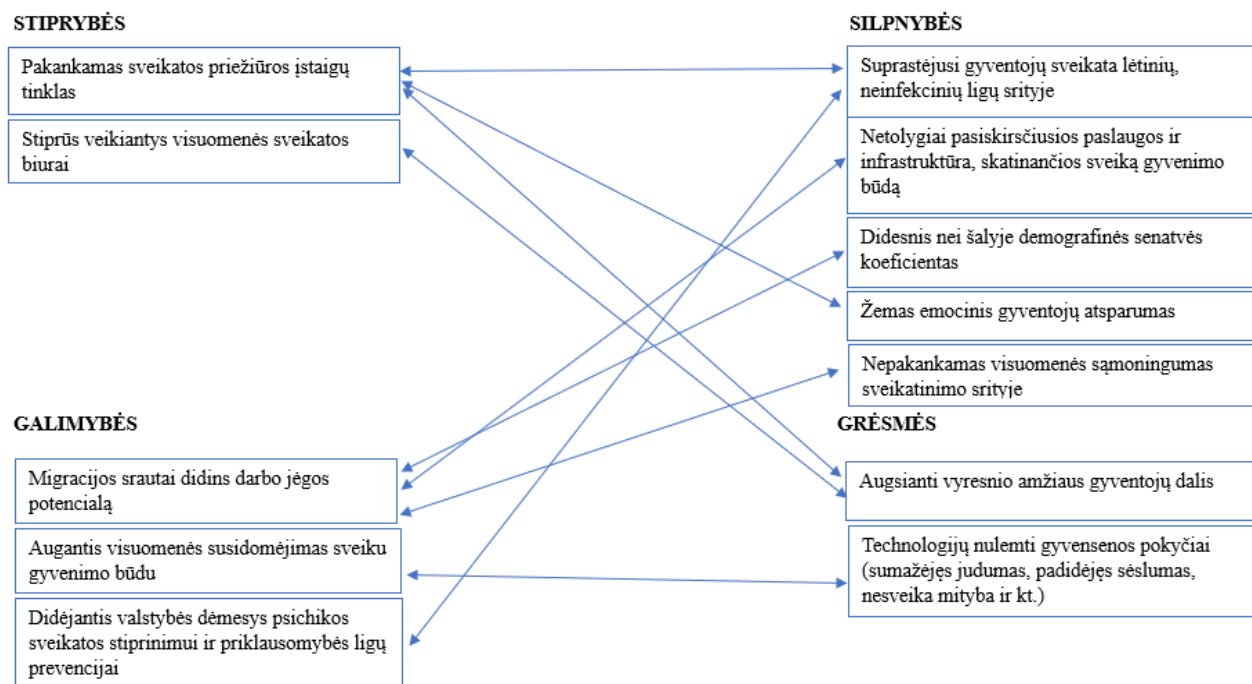 STIPRYBĖS
Pakankamas sveikatos priežiūros įstaigų
tinklas
Stiprūs veikiantys visuomenės sveikatos
biurai
SILPNYBĖS
Suprastėjusi gyventojų sveikata lėtinių,
neinfekcinių ligų srityje
Netolygiai pasiskirsčiusios paslaugos ir
infrastruktūra, skatinančios sveiką gyvenimo
būdą
Didesnis nei šalyje demografinės senatvės
koeficientas
Žemas emocinis gyventojų atsparumas
Nepakankamas visuomenės sąmoningumas
sveikatinimo srityje
GALIMYBĖS
Migracijos srautai didins darbo jėgos
potencialą
Augantis visuomenės susidomėjimas sveiku
gyvenimo būdu
Didėjantis valstybės dėmesys psichikos
sveikatos stiprinimui ir priklausomybės ligų
prevencijai
GRĖSMĖS
Augsianti vyresnio amžiaus gyventojų dalis
Technologijų nulemti gyvensenos pokyčiai
(sumažėjęs judumas, padidėjęs sėslumas,
nesveika mityba ir kt.)